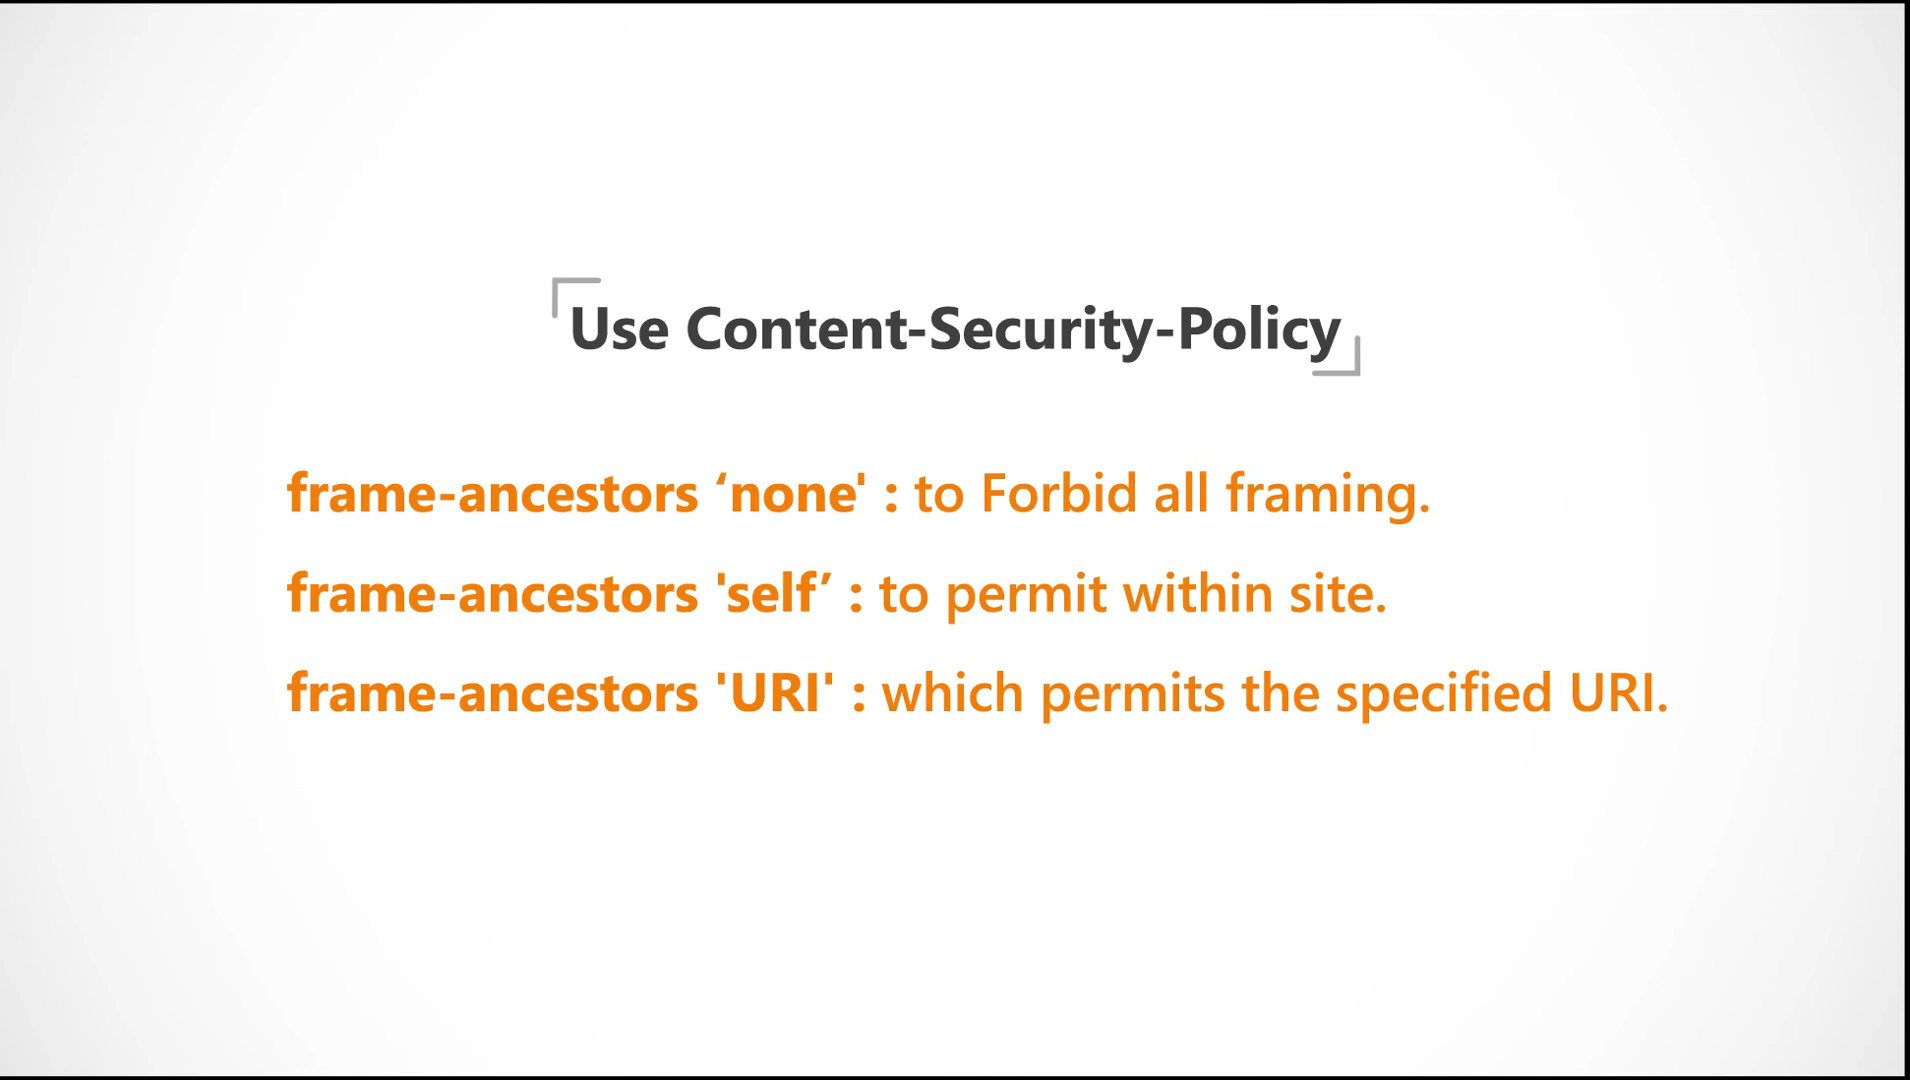 Use Content-Security-Policy
frame-ancestors ‘none' : to Forbid all framing.
frame-ancestors 'self’ : to permit within site.
frame-ancestors 'URI' : which permits the specified URI.